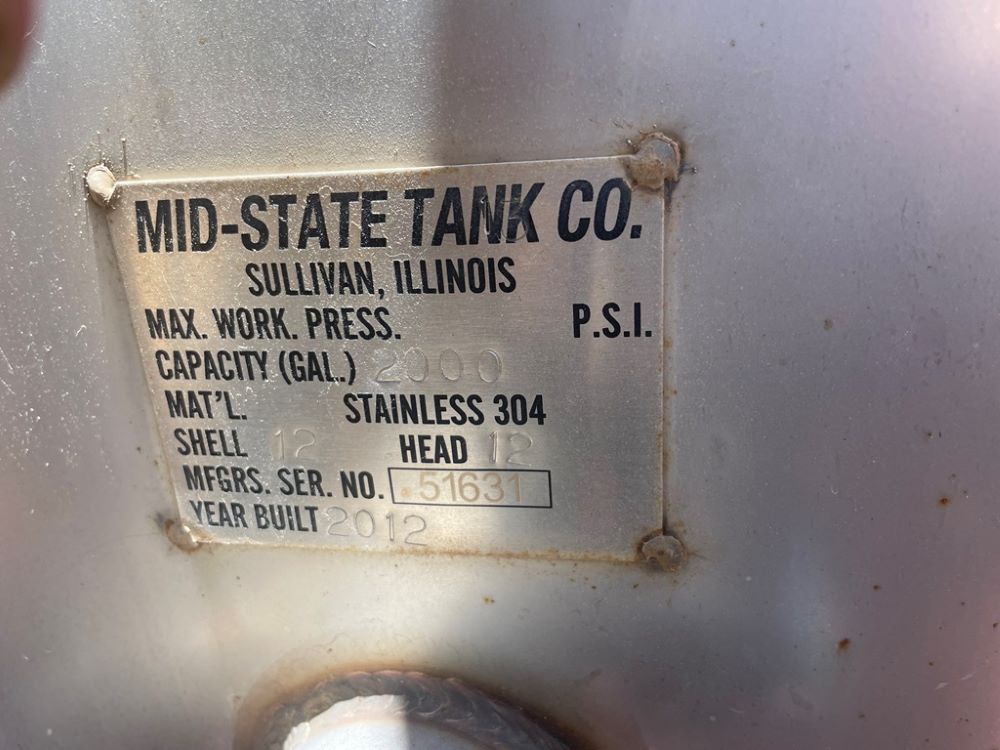 MID-STATE TANK CO.
SULLIVAN, ILLINOIS
MAX. WORK. PRESS. P.S.I.
CAPACITY (GAL.) 2000
MAT'L. STAINLESS 304
SHELL 12 HEAD 12
MFGRS. SER. NO. 51631
YEAR BUILT 2012